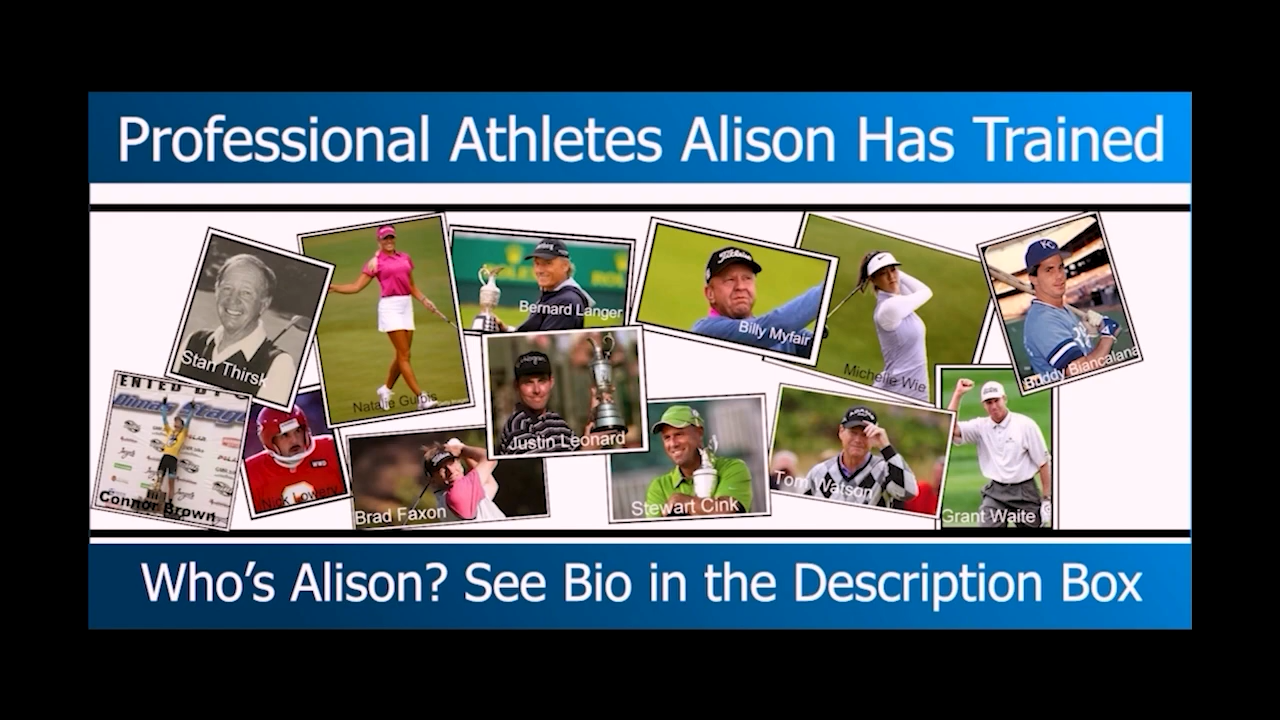 Professional Athletes Alison Has Trained
Stan Thirsk
Natalie Gulbis
Bernard Langer
Billy Myfair
Michelle Wie
Buddy Biancalana
Connor Brown
Nick Lowery
Brad Faxon
Justin Leonard
Stewart Cink
Tom Watson
Grant Waite
Who's Alison? See Bio in the Description Box